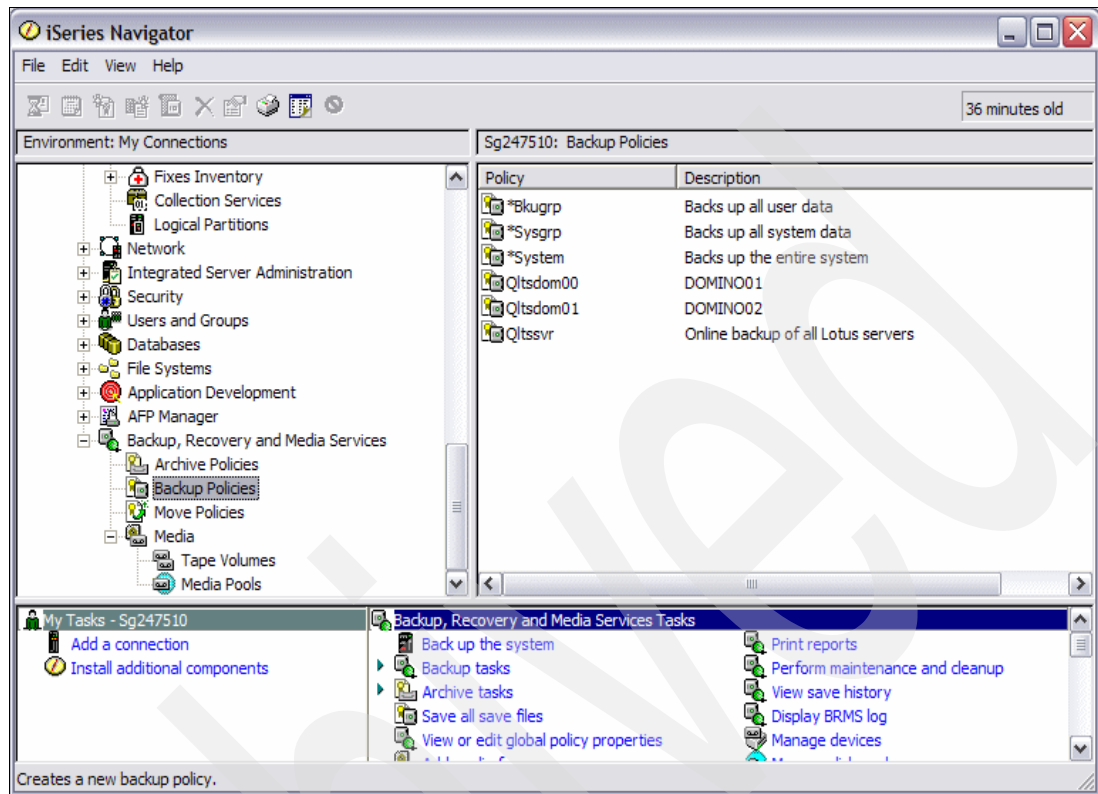 iSeries Navigator
File Edit View Help
36 minutes old
Environment: My Connections
Sg247510: Backup Policies
Fixes Inventory
Collection Services
Logical Partitions
Network
Integrated Server Administration
Security
Users and Groups
Databases
File Systems
Application Development
AFP Manager
Backup, Recovery and Media Services
Archive Policies
Backup Policies
Move Policies
Media
Tape Volumes
Media Pools
Policy Description
*Bkugrp Backs up all user data
*Sysgrp Backs up all system data
*System Backs up the entire system
Qltsdom00 DOMINO01
Qltsdom01 DOMINO02
Qltssvr Online backup of all Lotus servers
My Tasks - Sg247510
Add a connection
Install additional components
Backup, Recovery and Media Services Tasks
Back up the system
Backup tasks
Archive tasks
Save all save files
View or edit global policy properties
Print reports
Perform maintenance and cleanup
View save history
Display BRMS log
Manage devices
Creates a new backup policy.